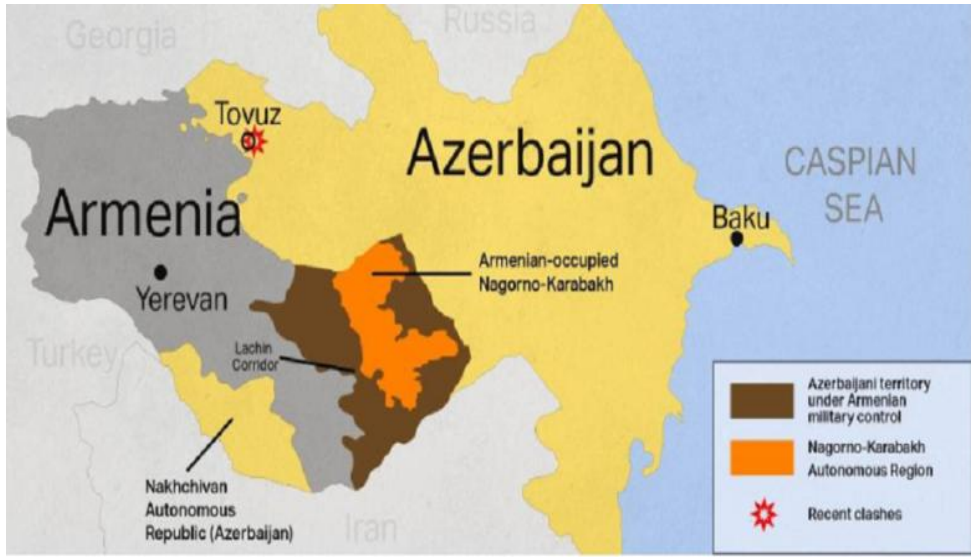 Georgia
Russia
Tovuz
Azerbaijan
CASPIAN
SEA
Armenia
Baku
Armenian-occupied
Nagorno-Karabakh
Yerevan
Lachin
Corridor
Turkey
Azerbaijani territory
under Armenian
military control
Nagorno-Karabakh
Autonomous Region
Nakhchivan
Autonomous
Republic (Azerbaijan)
Iran
Recent clashes